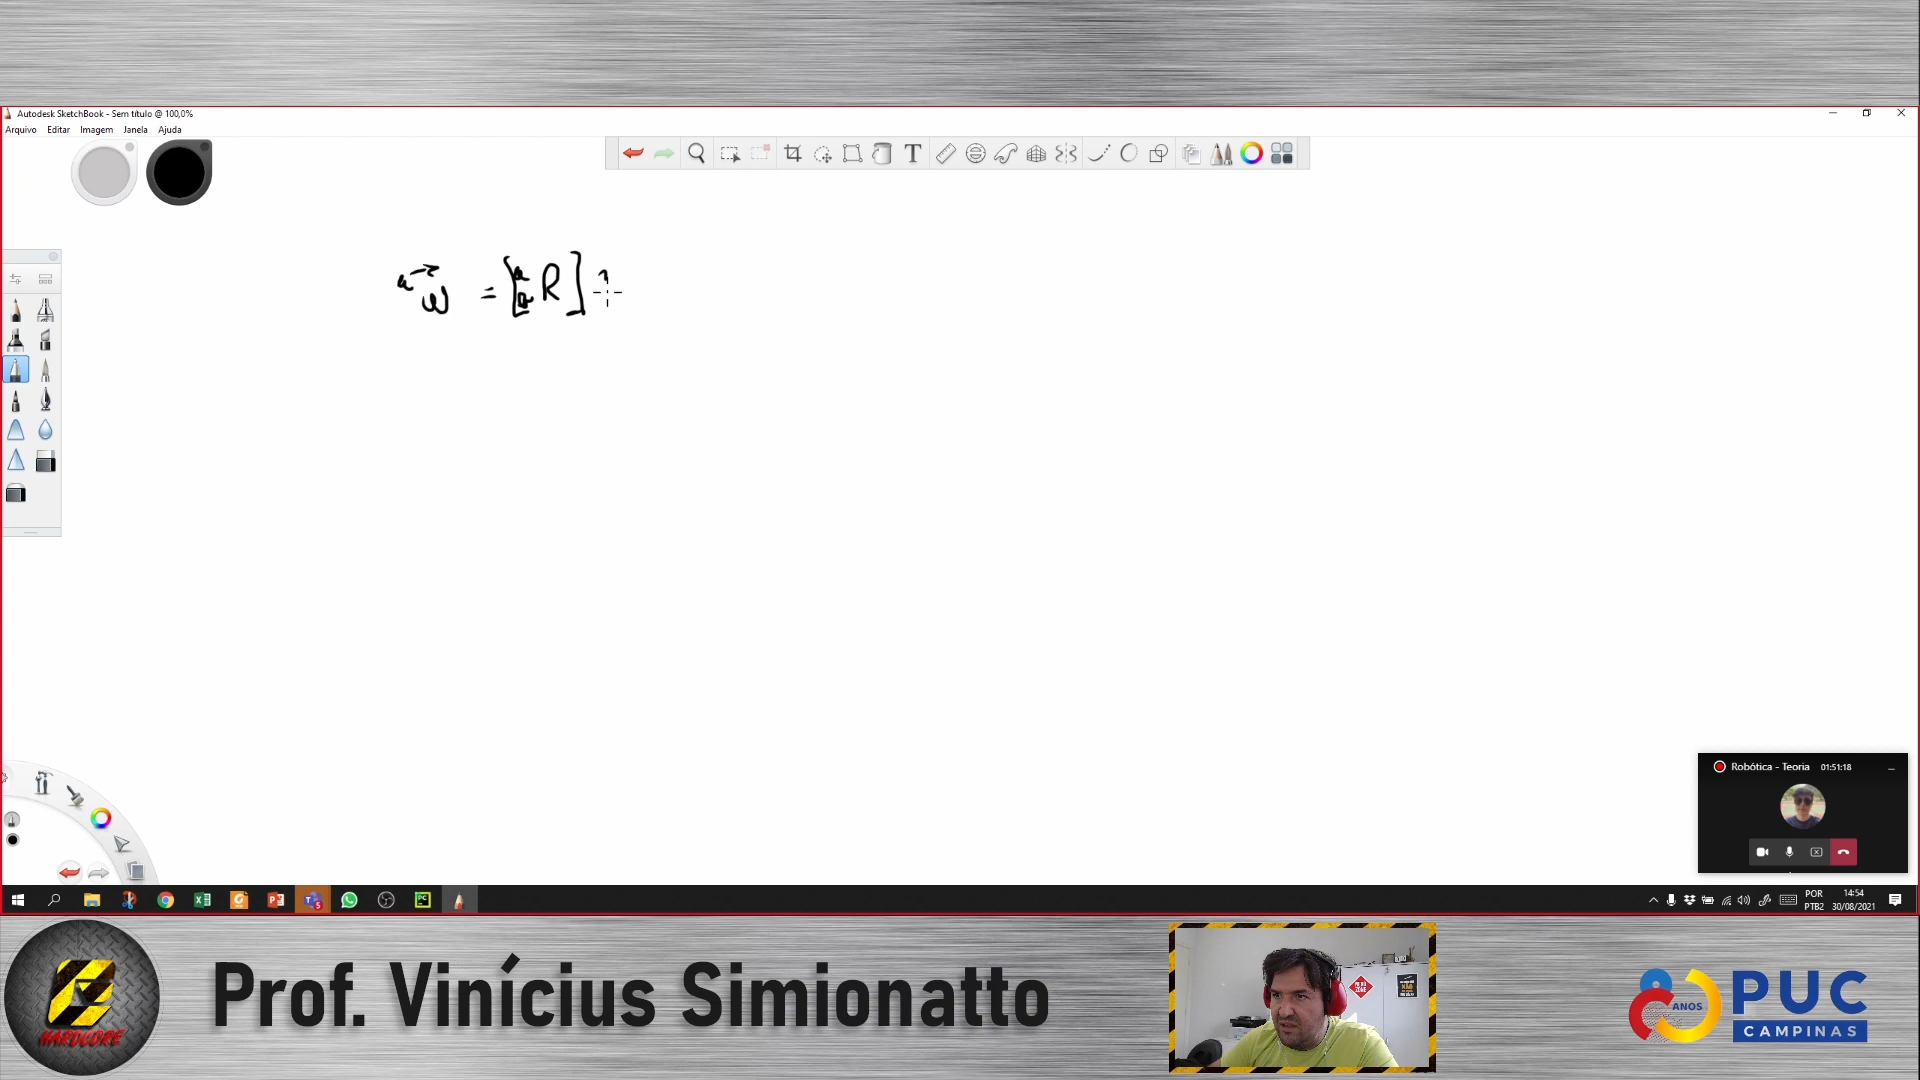 Autodesk SketchBook - Sem título @ 100,0%
Arquivo Editar Imagem Janela Ajuda
T
ω = [ R ]
Robótica - Teoria 01:51:18
POR 14:54
PTB2 30/08/2021
HARDCORE
Prof. Vinícius Simionatto
ANOS
PUC
CAMPINAS